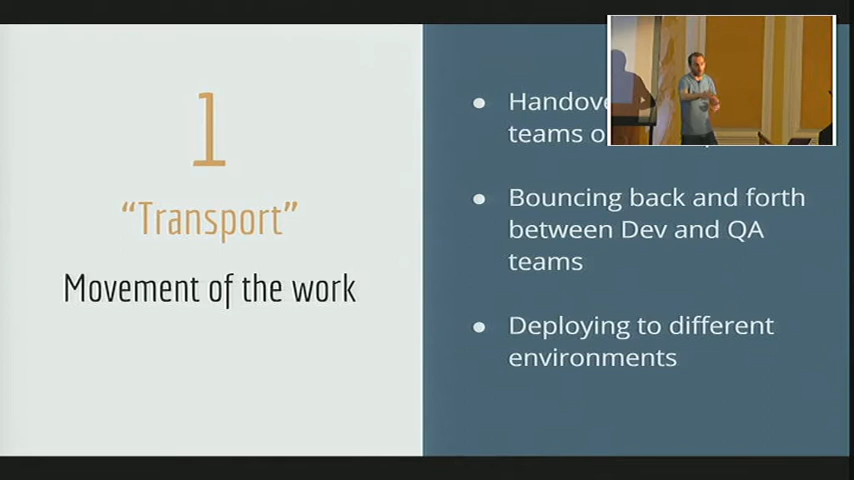 1
“Transport”
Movement of the work
● 
teams
● Bouncing back and forth
between Dev and QA
teams
● Deploying to different
environments